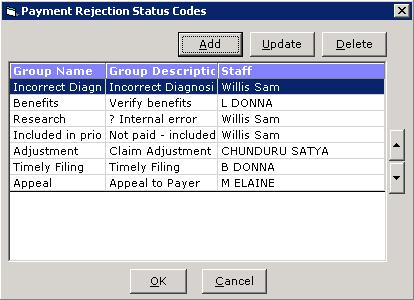 Payment Rejection Status Codes
Add Update Delete
Group Name Group Descriptic Staff
Incorrect Diagn Incorrect Diagnosi Willis Sam
Benefits Verify benefits L DONNA
Research ? Internal error Willis Sam
Included in prio Not paid - included Willis Sam
Adjustment Claim Adjustment CHUNDURU SATYA
Timely Filing Timely Filing B DONNA
Appeal Appeal to Payer M ELAINE
OK Cancel